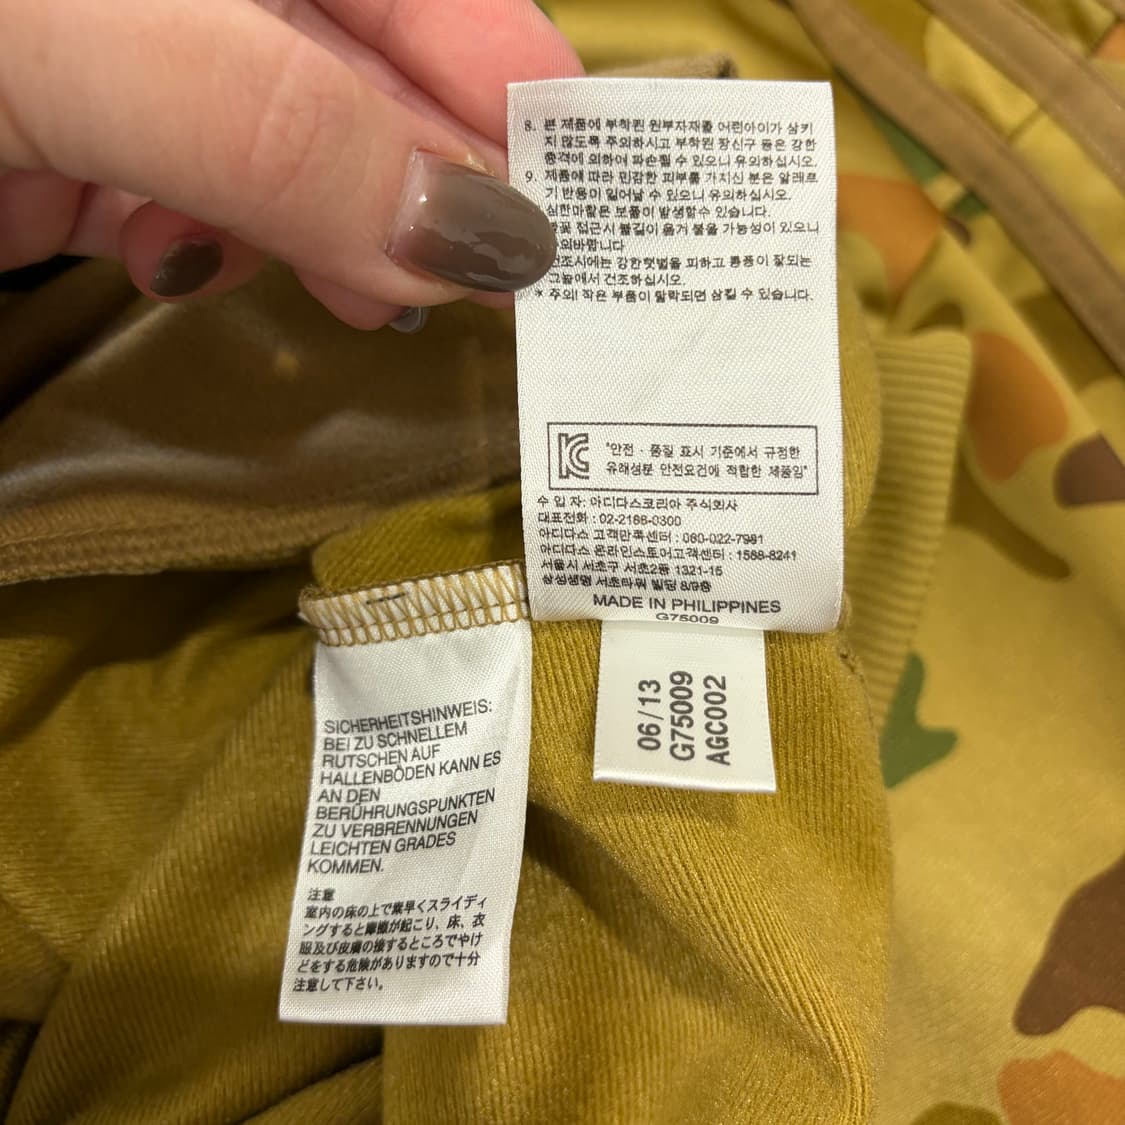 8. 본 제품에 부착된 원부자재를 어린아이가 삼키
지 않도록 주의하시고 부착된 장신구 등은 강한
충격에 의하여 파손될 수 있으니 유의하십시오.
9. 제품에 따라 민감한 피부를 가지신 분은 알레르
기 반응이 일어날 수 있으니 유의하십시오.
심한마찰은 보풀이 발생할수 있습니다.
접근시 불길이 옮겨 붙을 가능성이 있으니
건조시에는 강한햇볕을 피하고 통풍이 잘되는
그늘에서 건조하십시오.
* 주의! 작은 부품이 탈락되면 삼킬 수 있습니다.
"안전 · 품질 표시 기준에서 규정한
유해성분 안전요건에 적합한 제품임"
수 입 자: 아디다스코리아 주식회사
대표전화 : 02-2186-0300
아디다스 고객만족센터 : 080-022-7981
아디다스 온라인스토어고객센터 : 1588-8241
서울시 서초구 서초2동 1321-15
삼성생명 서초타워 빌딩 8/9층
MADE IN PHILIPPINES
G75009
06/13
G75009
AGC002
SICHERHEITSHINWEIS:
BEI ZU SCHNELLEM
RUTSCHEN AUF
HALLENBÖDEN KANN ES
AN DEN
BERÜHRUNGSPUNKTEN
ZU VERBRENNUNGEN
LEICHTEN GRADES
KOMMEN.
注意
室内の床の上で素早くスライディ
ングすると摩擦が起こり、床、衣
服及び皮膚の接するところでやけ
どをする危険がありますので十分
注意して下さい。